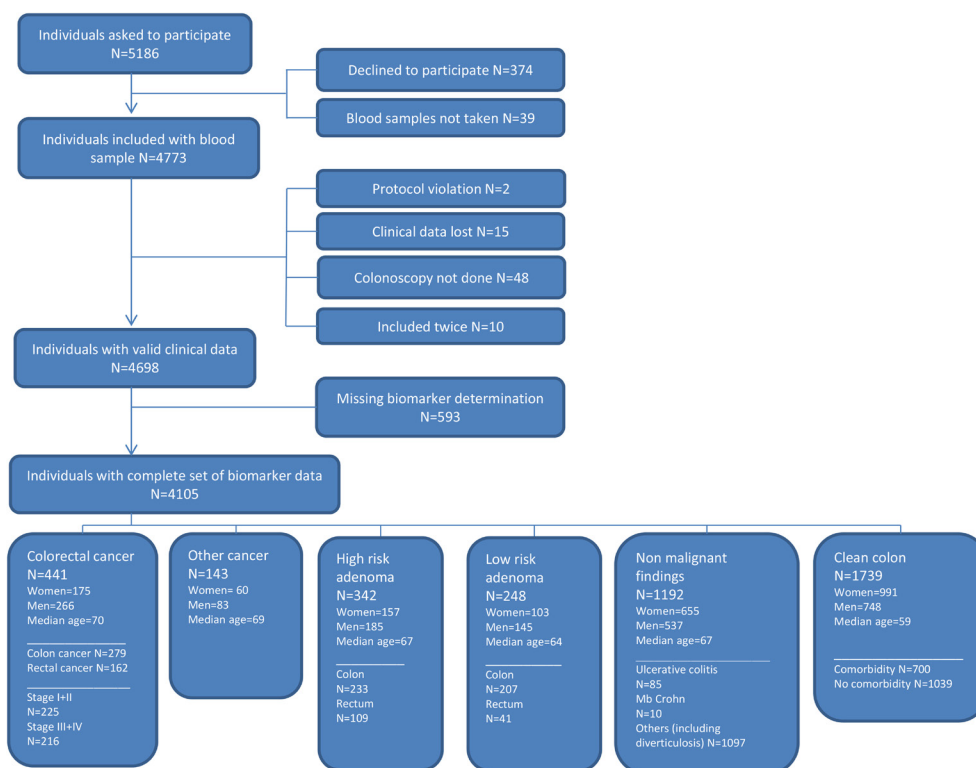 Individuals asked to participate
N=5186
Declined to participate N=374
Blood samples not taken N=39
Individuals included with blood
sample N=4773
Protocol violation N=2
Clinical data lost N=15
Colonoscopy not done N=48
Included twice N=10
Individuals with valid clinical data
N=4698
Missing biomarker determination
N=593
Individuals with complete set of biomarker data
N=4105
Colorectal cancer
N=441
Women=175
Men=266
Median age=70
Colon cancer N=279
Rectal cancer N=162
Stage I+II
N=225
Stage III+IV
N=216
Other cancer
N=143
Women= 60
Men=83
Median age=69
High risk
adenoma
N=342
Women=157
Men=185
Median age=67
Colon
N=233
Rectum
N=109
Low risk
adenoma
N=248
Women=103
Men=145
Median age=64
Colon
N=207
Rectum
N=41
Non malignant
findings
N=1192
Women=655
Men=537
Median age=67
Ulcerative colitis
N=85
Mb Crohn
N=10
Others (including
diverticulosis) N=1097
Clean colon
N=1739
Women=991
Men=748
Median age=59
Comorbidity N=700
No comorbidity N=1039